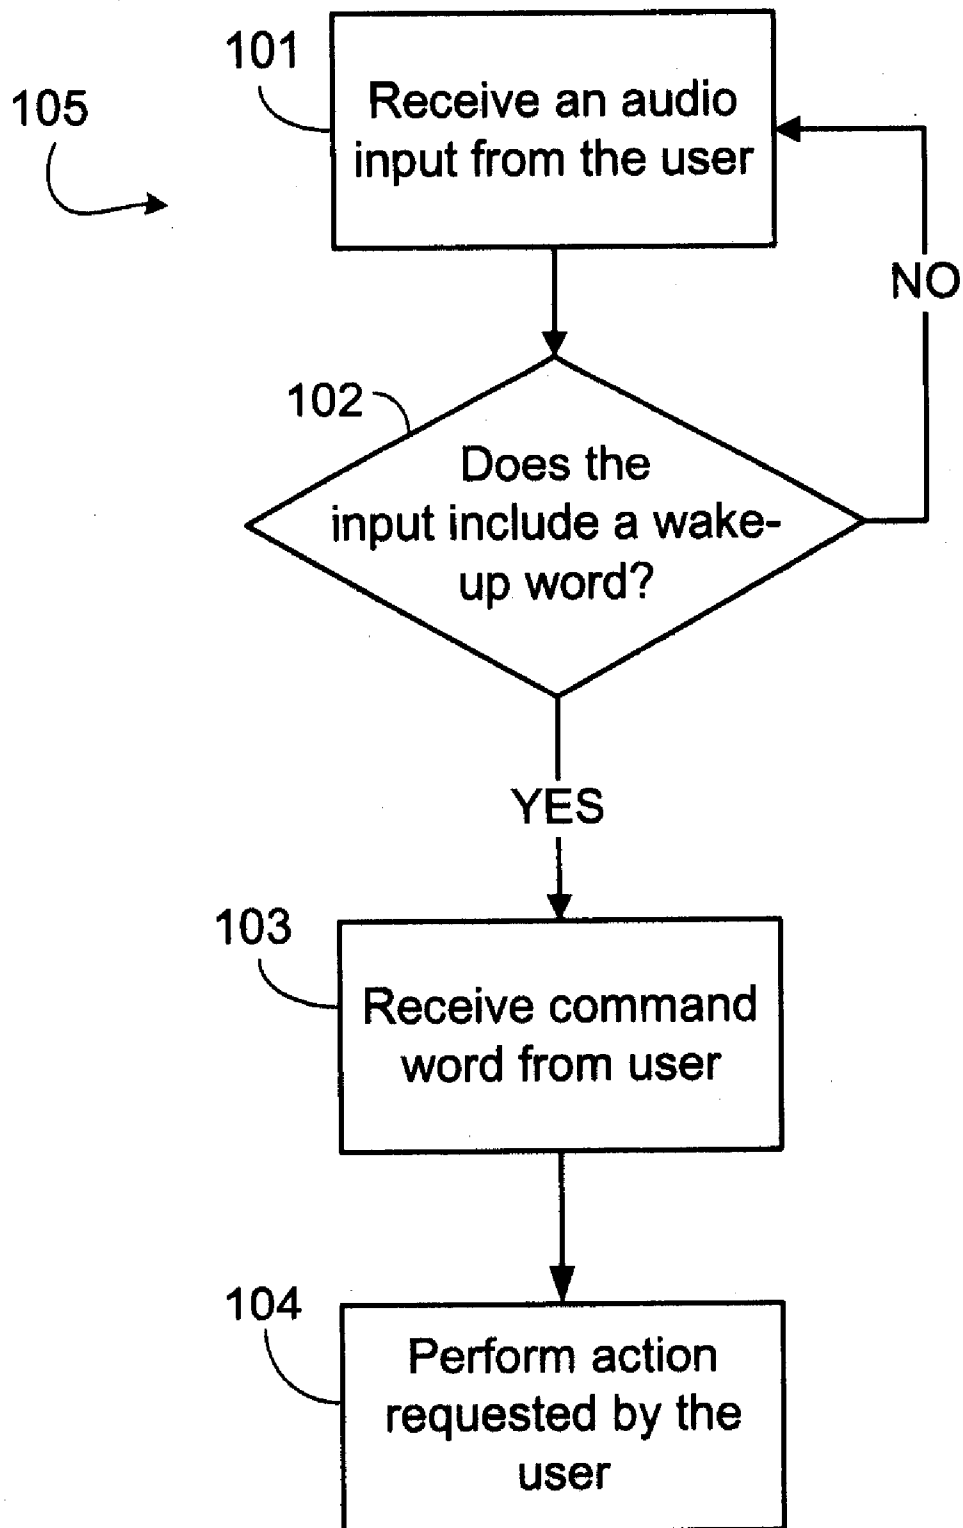 101
Receive an audio
input from the user
105
NO
102
Does the
input include a wake-
up word?
YES
103
Receive command
word from user
104
Perform action
requested by the
user